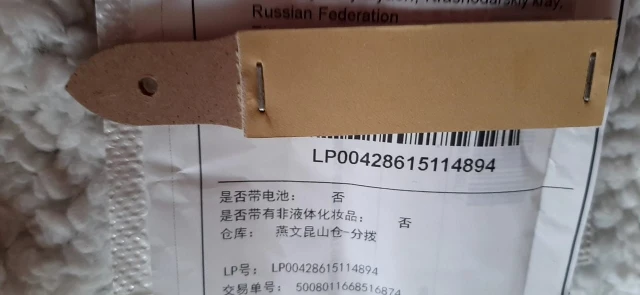 Krasnodarskiy kray,
Russian Federation
LP00428615114894
是否带电池： 否
是否带有非液体化妆品： 否
仓库： 燕文昆山仓-分拨
LP号： LP00428615114894
交易单号： 5008011668516874